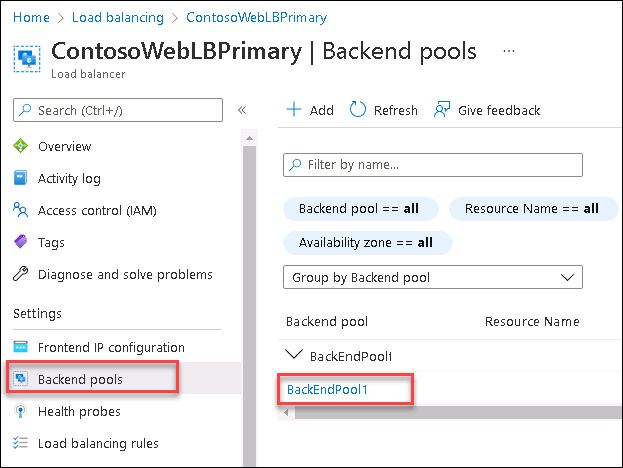 Home > Load balancing > ContosoWebLBPrimary
ContosoWebLBPrimary | Backend pools ...
Load balancer
Search (Ctrl+/)
«
Overview
Activity log
Access control (IAM)
Tags
Diagnose and solve problems
Settings
Frontend IP configuration
Backend pools
Health probes
Load balancing rules
+ Add Refresh Give feedback
Filter by name...
Backend pool == all Resource Name == all
Availability zone == all
Group by Backend pool
Backend pool Resource Name
BackEndPool1
BackEndPool1